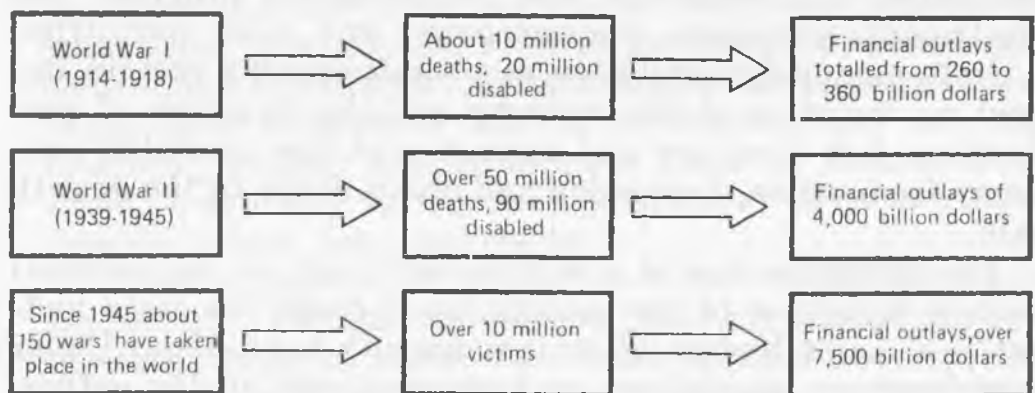 World War I
(1914-1918)
About 10 million
deaths, 20 million
disabled
Financial outlays
totalled from 260 to
360 billion dollars
World War II
(1939-1945)
Over 50 million
deaths, 90 million
disabled
Financial outlays of
4,000 billion dollars
Since 1945 about
150 wars have taken
place in the world
Over 10 million
victims
Financial outlays, over
7,500 billion dollars